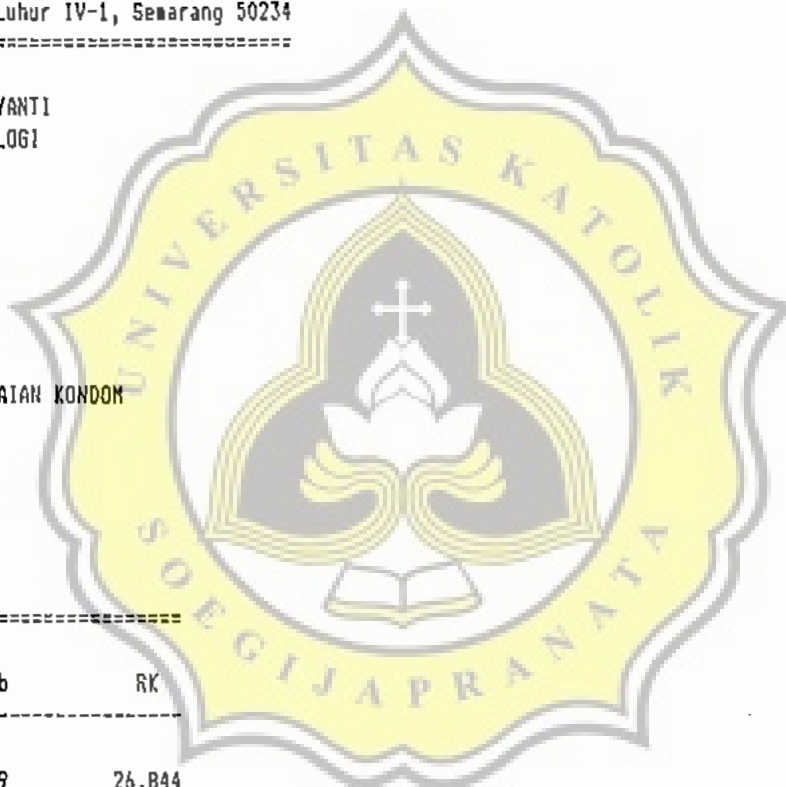 Luhur IV-1, Semarang 50234
==============================
YANTI
LOGI
UNIVERSITAS KATOLIK
AIAN KONDOM
SOEGIJAPRANATA
====================
b RK
--------------------
9 26.844